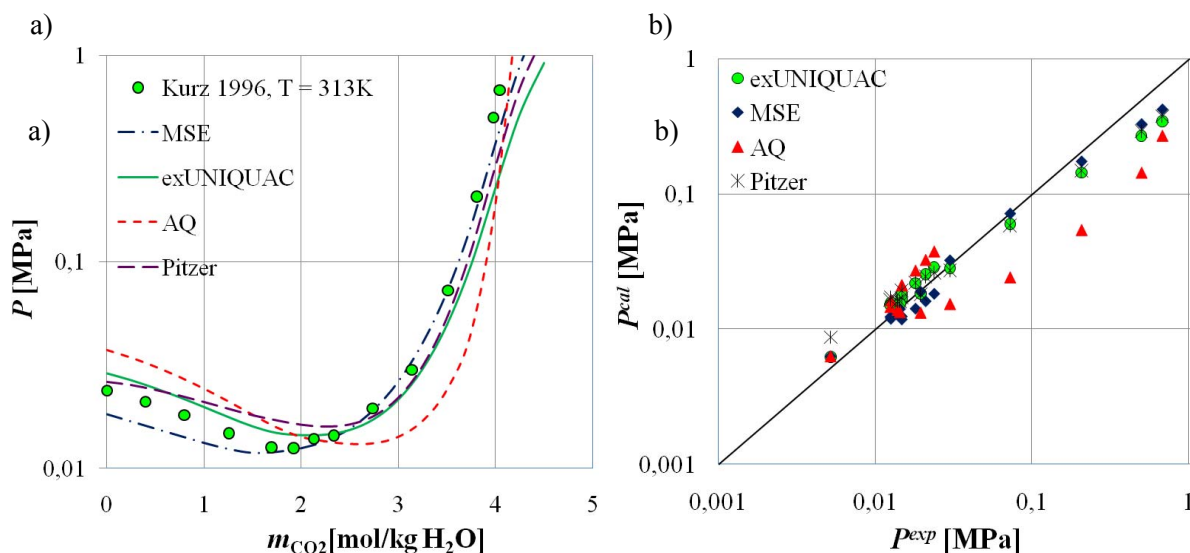 a)
1
Kurz 1996, T = 313K
a)
MSE
exUNIQUAC
AQ
Pitzer
P [MPa]
0,1
0,01
0 1 2 3 4 5
mCO2[mol/kg H2O]
b)
1
exUNIQUAC
MSE
b)
AQ
Pitzer
Pcal [MPa]
0,1
0,01
0,001
0,001 0,01 0,1 1
Pexp [MPa]